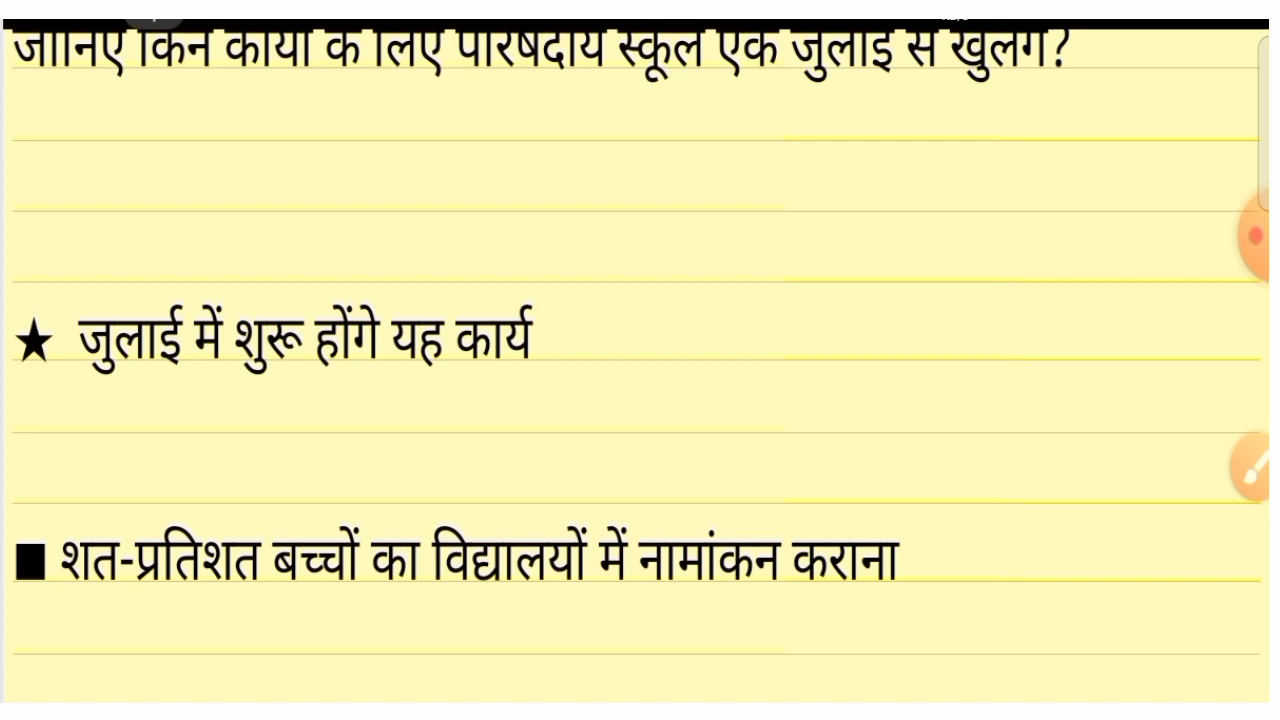 जानिए किन कार्यों के लिए परिषदीय स्कूल एक जुलाई से खुलेंगे?
★ जुलाई में शुरू होंगे यह कार्य
■ शत-प्रतिशत बच्चों का विद्यालयों में नामांकन कराना